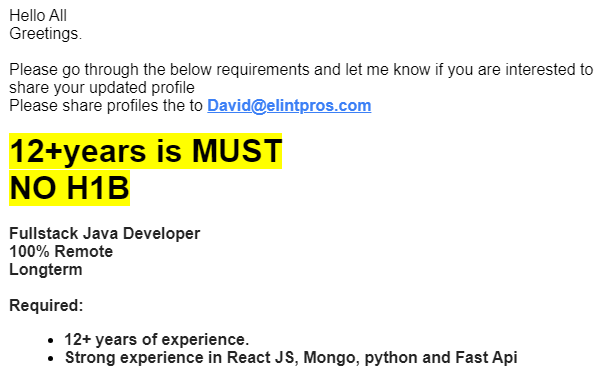 Hello All
Greetings.
Please go through the below requirements and let me know if you are interested to
share your updated profile
Please share profiles the to David@elintpros.com
12+years is MUST
NO H1B
Fullstack Java Developer
100% Remote
Longterm
Required:
• 12+ years of experience.
• Strong experience in React JS, Mongo, python and Fast Api